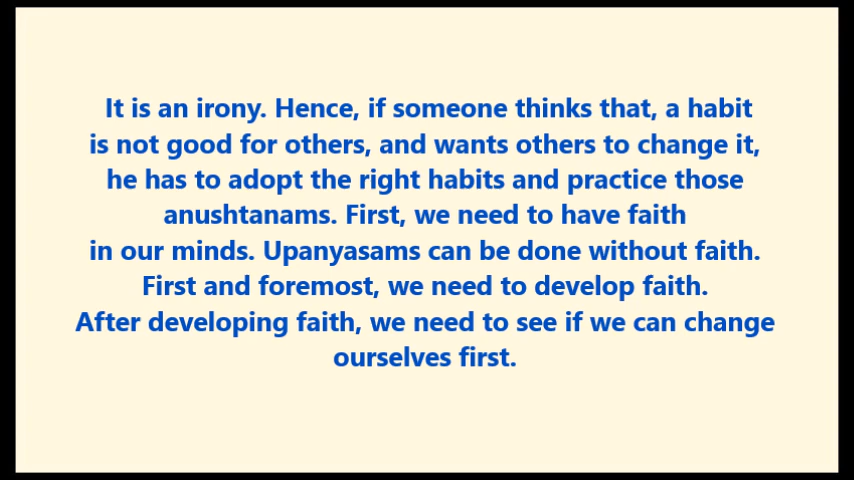 It is an irony. Hence, if someone thinks that, a habit
is not good for others, and wants others to change it,
he has to adopt the right habits and practice those
anushtanams. First, we need to have faith
in our minds. Upanyasams can be done without faith.
First and foremost, we need to develop faith.
After developing faith, we need to see if we can change
ourselves first.